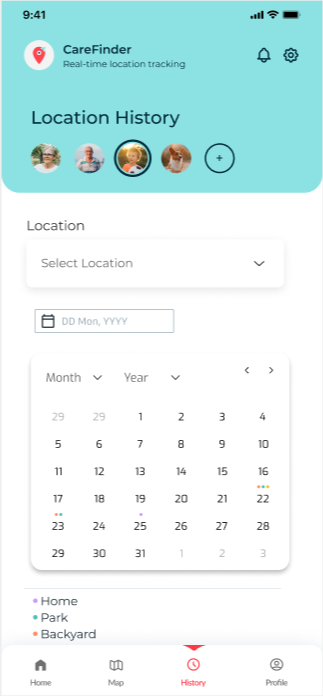 9:41
CareFinder
Real-time location tracking
Location History
+
Location
Select Location
DD Mon, YYYY
Month Year
29 29 1 2 3 4
5 6 7 8 9 10
11 12 13 14 15 16
17 18 19 20 21 22
23 24 25 26 27 28
29 30 31 1 2 3
Home
Park
Backyard
Home Map History Profile